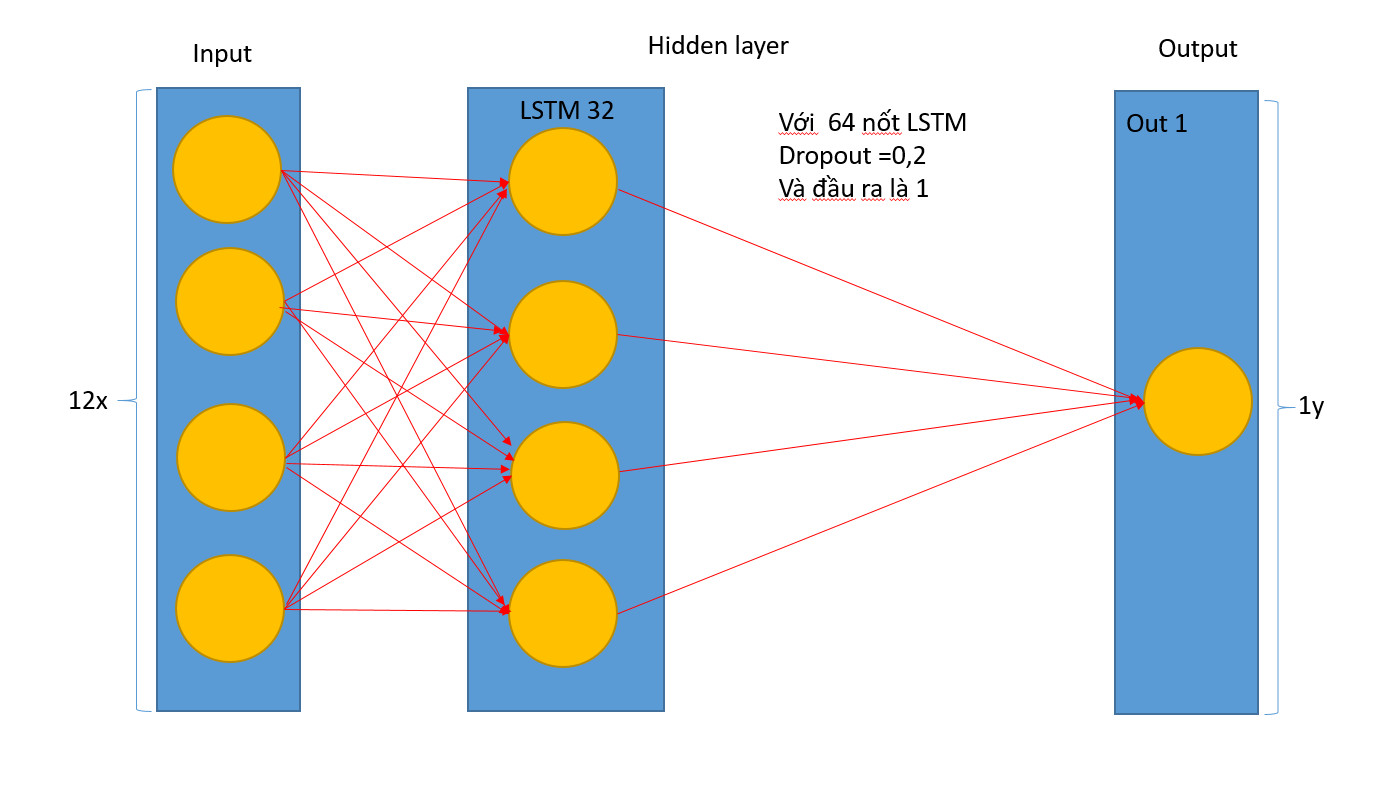 Input
Hidden layer
Output
LSTM 32
Với 64 nốt LSTM
Dropout =0,2
Và đầu ra là 1
Out 1
12x
1y